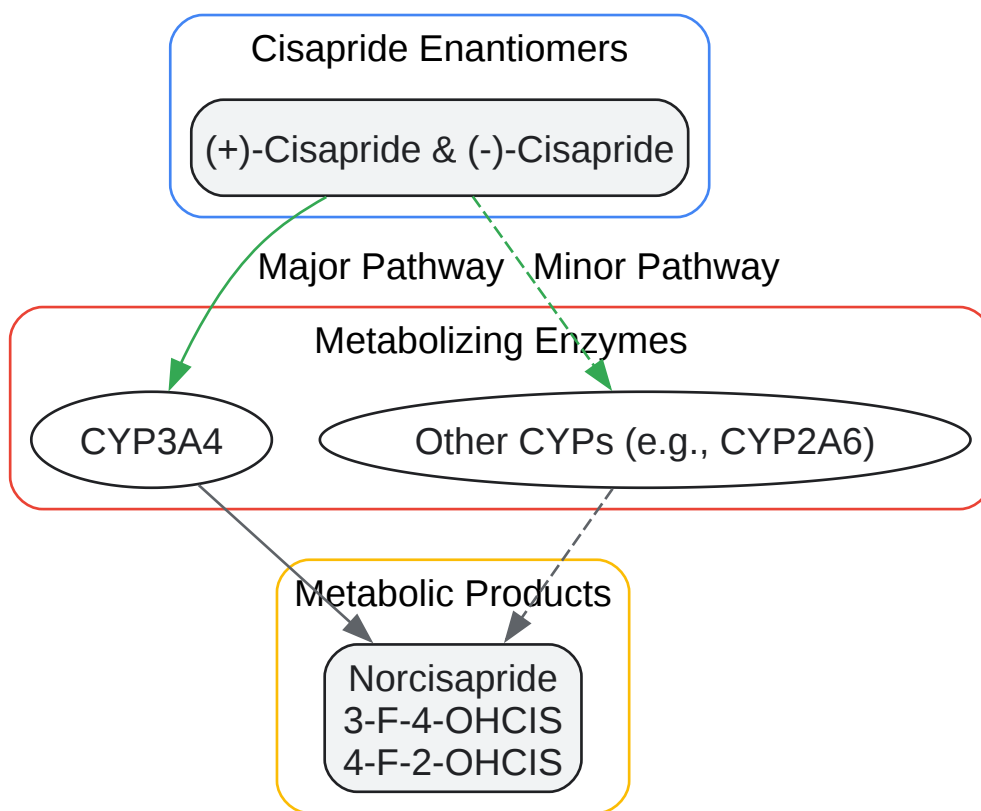 Cisapride Enantiomers
(+)-Cisapride & (-)-Cisapride
Major Pathway
Minor Pathway
Metabolizing Enzymes
CYP3A4
Other CYPs (e.g., CYP2A6)
Metabolic Products
Norcisapride
3-F-4-OHCIS
4-F-2-OHCIS